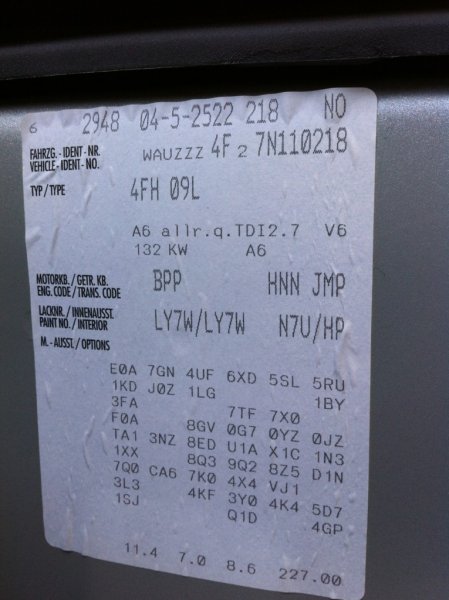 6 2948 04-5-2522 218 NO
FAHRZG.-IDENT-NR.
VEHICLE-IDENT-NO. WAUZZZ 4F 2 7N110218
TYP/TYPE 4FH 09L
A6 allr.q.TDI2.7 V6
132 KW A6
MOTORKB./GETR.KB.
ENG.CODE/TRANS.CODE BPP HNN JMP
LACKNR./INNENAUSST.
PAINT NO./INTERIOR LY7W/LY7W N7U/HP
M.-AUSST./OPTIONS
E0A 7GN 4UF 6XD 5SL 5RU
1KD J0Z 1LG 1BY
3FA 7TF 7X0
F0A 8GV 0G7 0YZ 0JZ
TA1 3NZ 8ED U1A X1C 1N3
1XX 8Q3 9Q2 8Z5 D1N
7Q0 CA6 7K0 4X4 VJ1
3L3 4KF 3Y0 4K4 5D7
1SJ Q1D 4GP
11.4 7.0 8.6 227.00